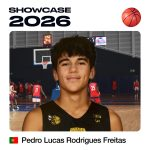 SHOWCASE
2026
Pedro Lucas Rodrigues Freitas